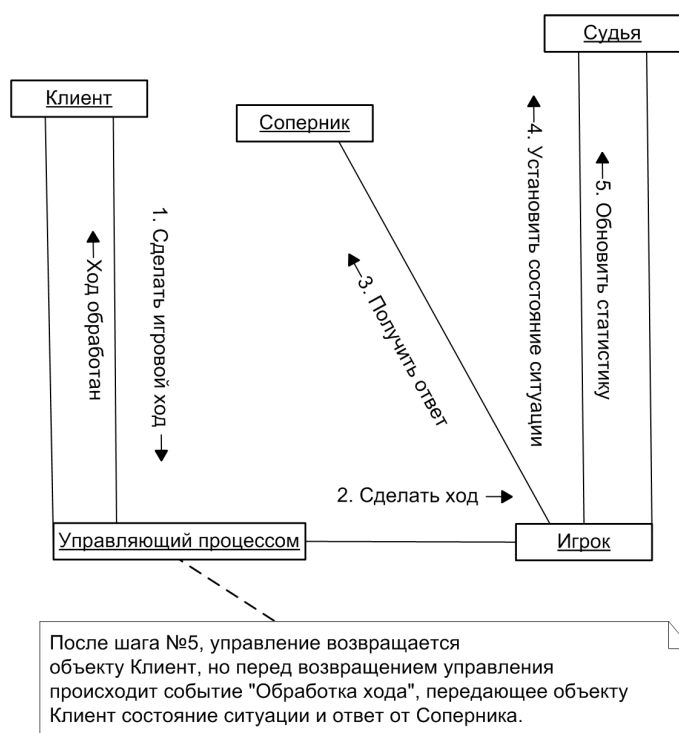 Судья
Клиент
Соперник
1. Сделать игровой ход
Ход обработан
3. Получить ответ
4. Установить состояние ситуации
5. Обновить статистику
2. Сделать ход
Управляющий процессом
Игрок
После шага №5, управление возвращается
объекту Клиент, но перед возвращением управления
происходит событие "Обработка хода", передающее объекту
Клиент состояние ситуации и ответ от Соперника.